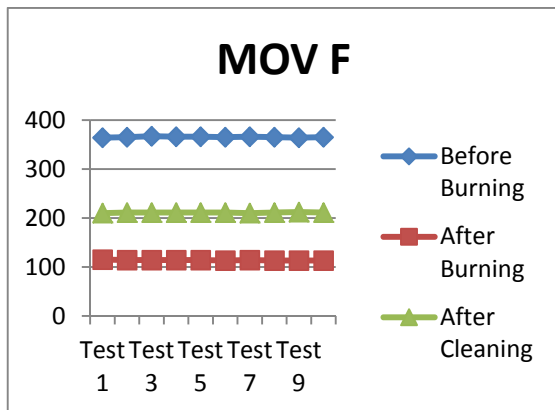 MOV F
400
300
200
100
0
Test Test Test Test Test
1 3 5 7 9
Before
Burning
After
Burning
After
Cleaning